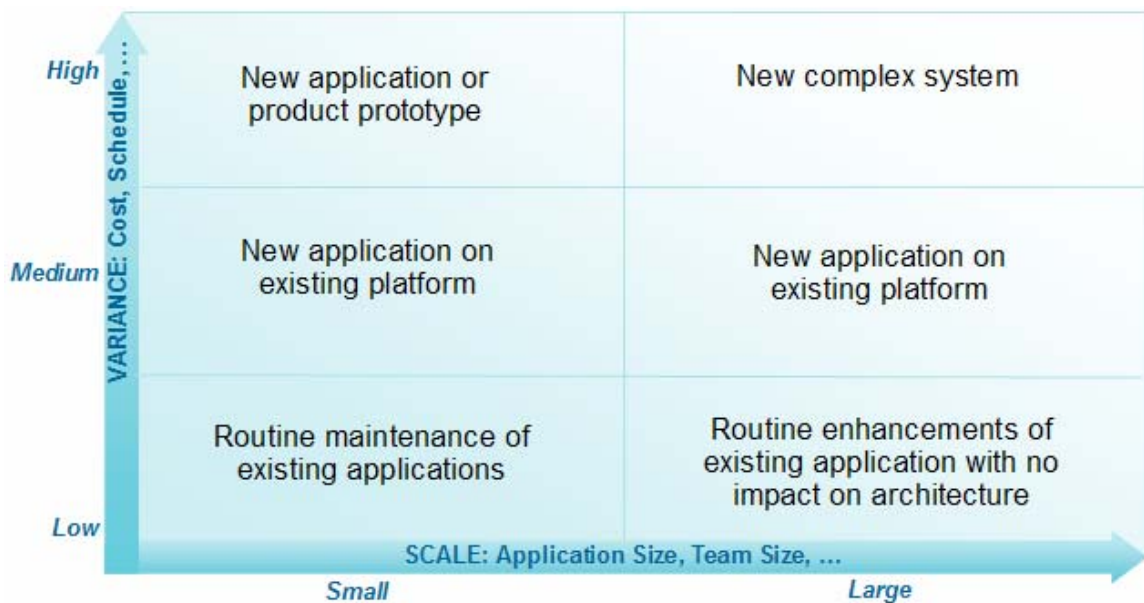 High
New application or
product prototype
New complex system
Medium
New application on
existing platform
New application on
existing platform
VARIANCE: Cost, Schedule, ...
Routine maintenance of
existing applications
Routine enhancements of
existing application with no
impact on architecture
Low
SCALE: Application Size, Team Size, ...
Small
Large